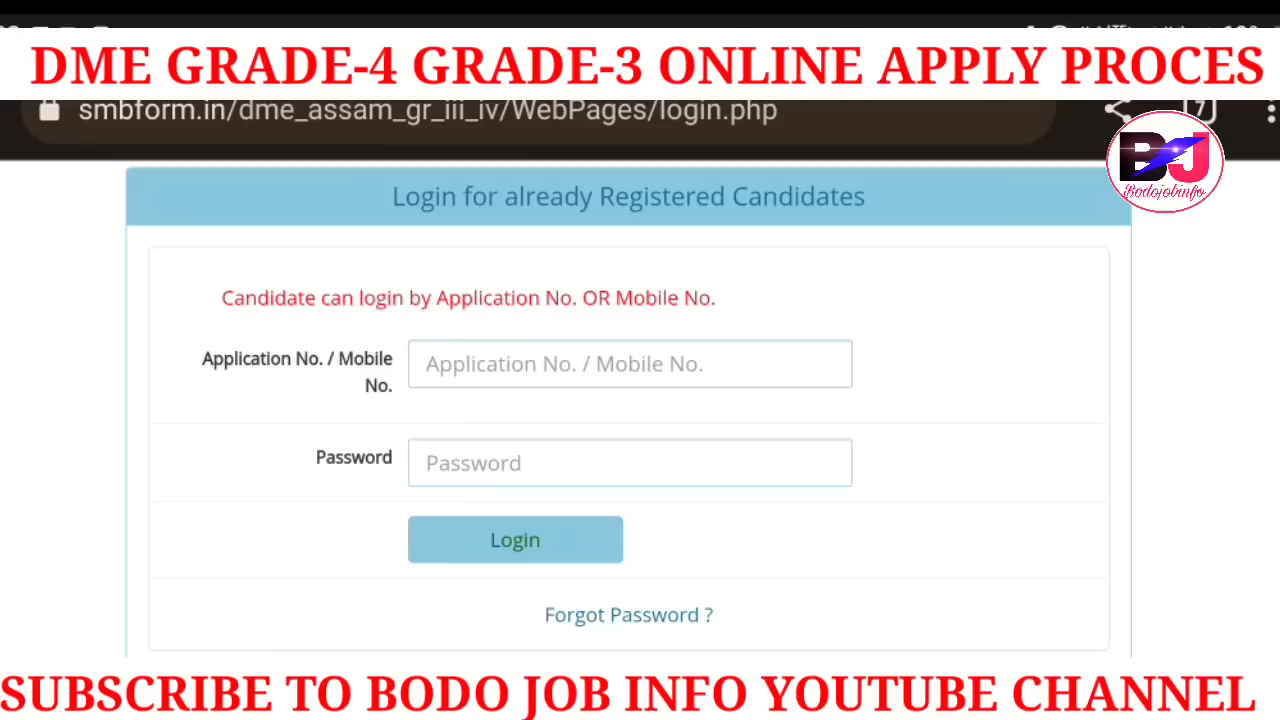 DME GRADE-4 GRADE-3 ONLINE APPLY PROCES
smbform.in/dme_assam_gr_iii_iv/WebPages/login.php
7
BJ
Bodojobinfo
Login for already Registered Candidates
Candidate can login by Application No. OR Mobile No.
Application No. / Mobile
No.
Application No. / Mobile No.
Password
Password
Login
Forgot Password ?
SUBSCRIBE TO BODO JOB INFO YOUTUBE CHANNEL